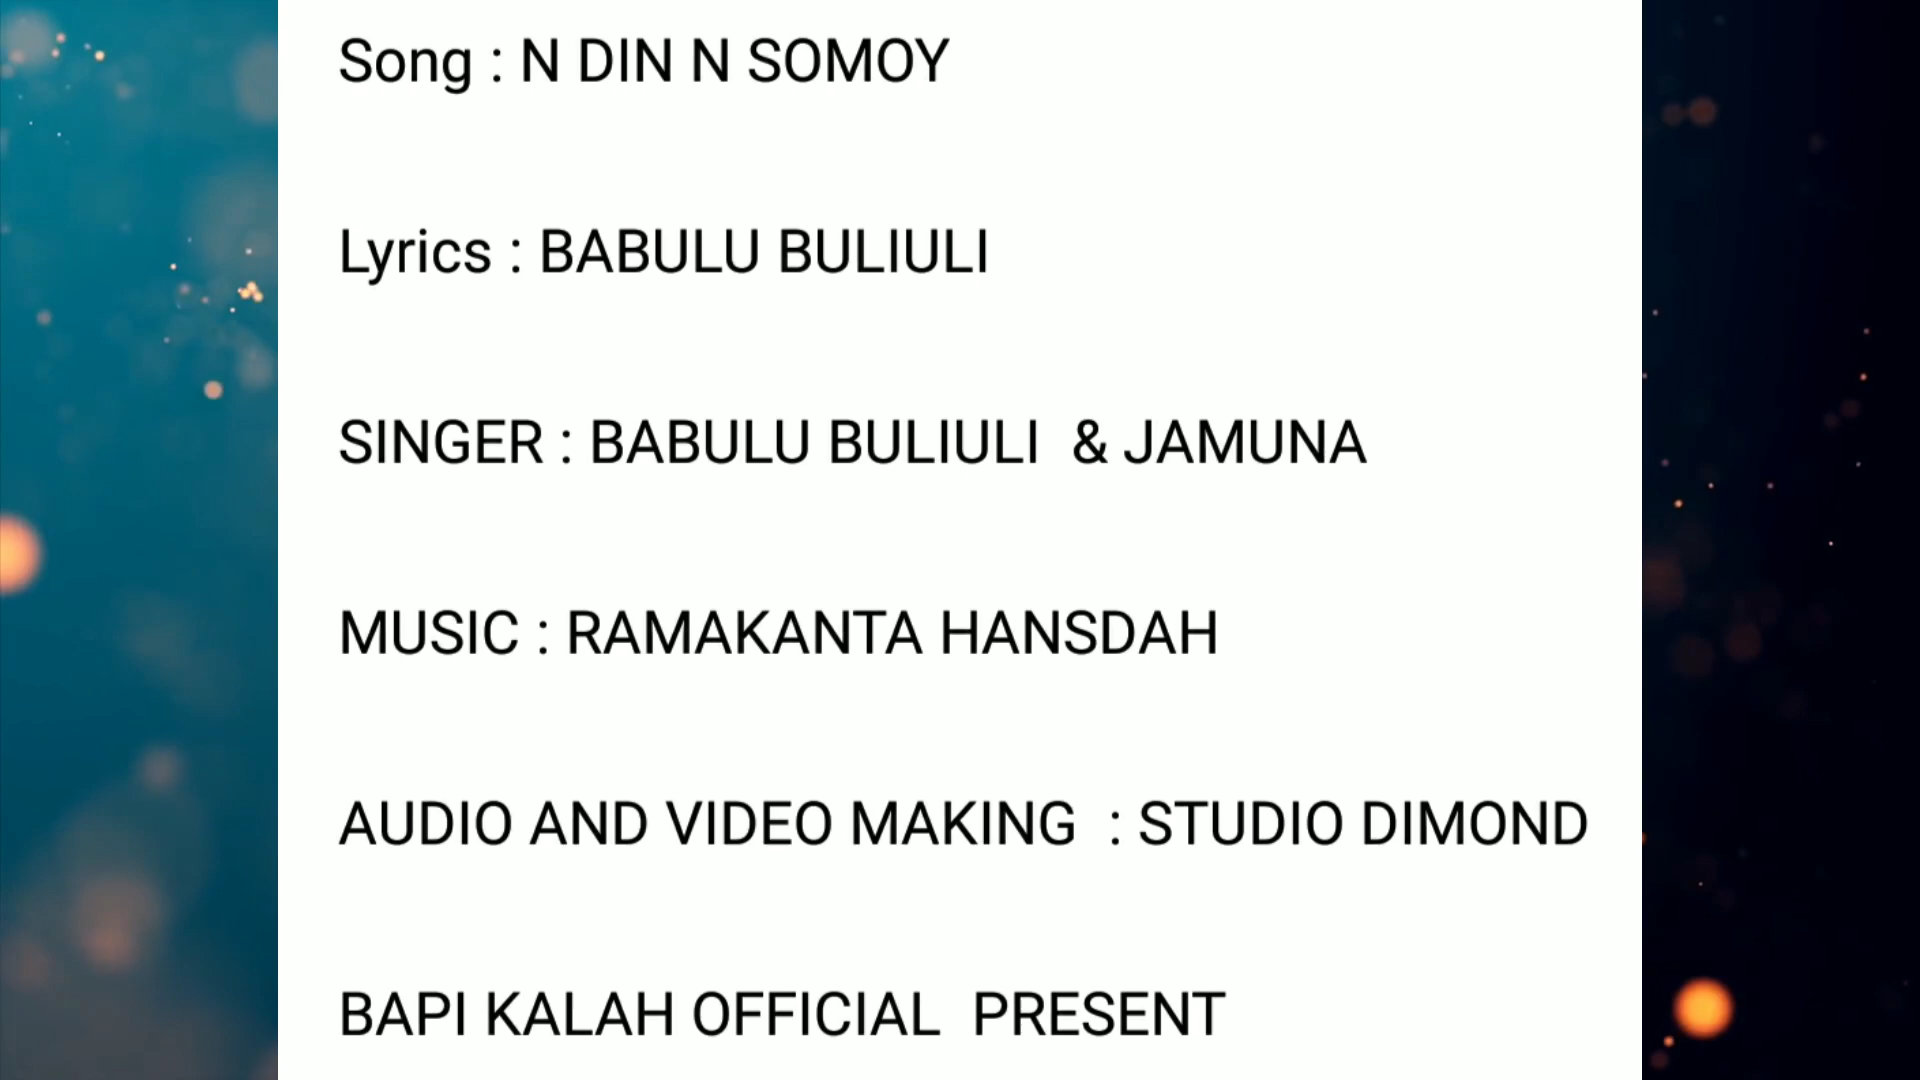 Song : N DIN N SOMOY
Lyrics : BABULU BULIULI
SINGER : BABULU BULIULI & JAMUNA
MUSIC : RAMAKANTA HANSDAH
AUDIO AND VIDEO MAKING : STUDIO DIMOND
BAPI KALAH OFFICIAL PRESENT